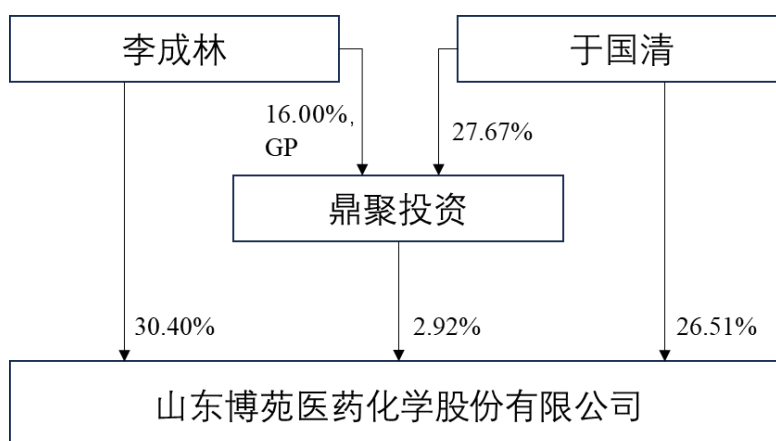 李成林
于国清
16.00%,
GP
27.67%
鼎聚投资
30.40%
2.92%
26.51%
山东博苑医药化学股份有限公司